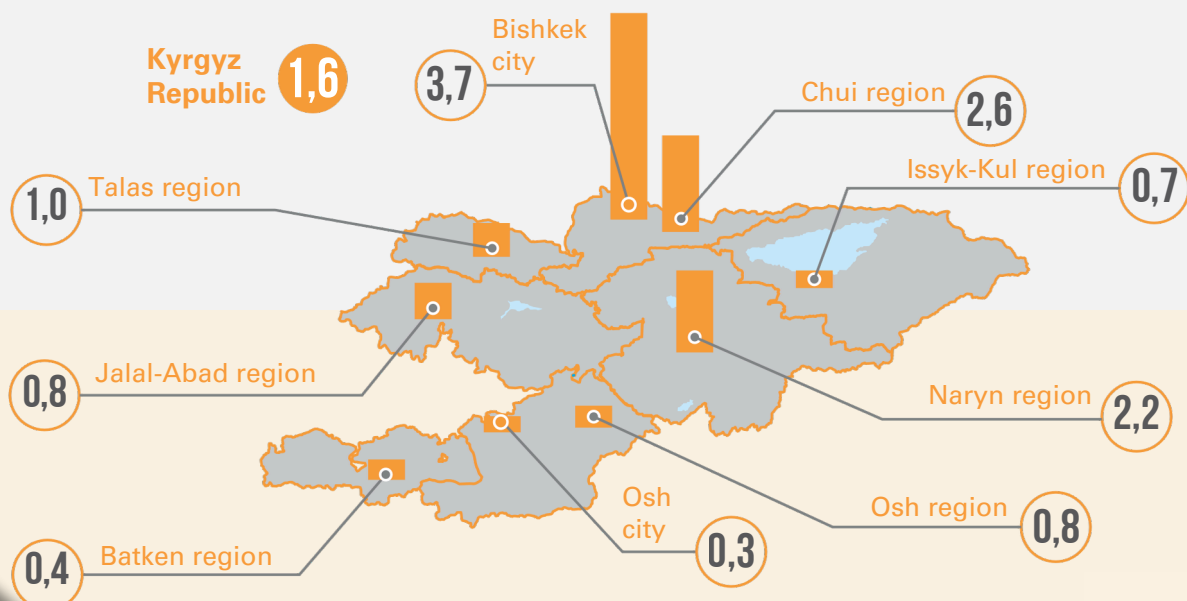 Kyrgyz
Republic
1,6
Bishkek
city
3,7
Chui region
2,6
Issyk-Kul region
0,7
Talas region
1,0
Jalal-Abad region
0,8
Naryn region
2,2
Osh region
0,8
Osh
city
0,3
Batken region
0,4